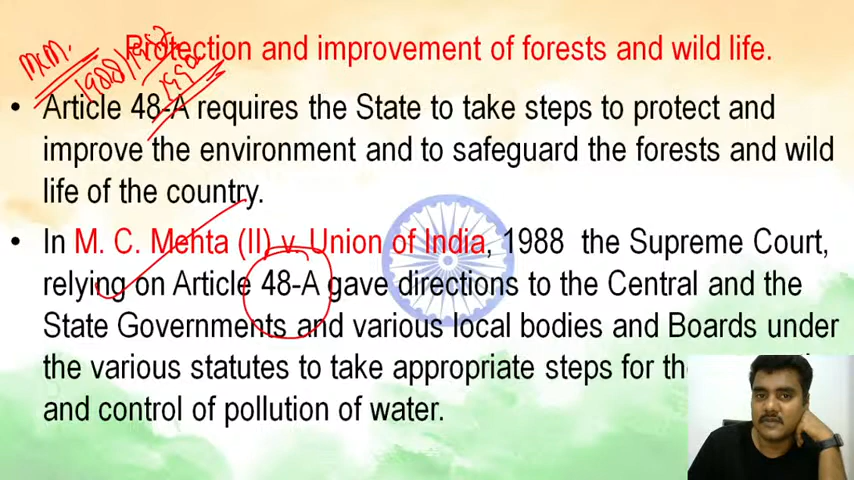 Protection and improvement of forests and wild life.
McM.
1988
• Article 48-A requires the State to take steps to protect and
improve the environment and to safeguard the forests and wild
life of the country.
• In M. C. Mehta (II) v. Union of India, 1988 the Supreme Court,
relying on Article 48-A gave directions to the Central and the
State Governments and various local bodies and Boards under
the various statutes to take appropriate steps for
and control of pollution of water.